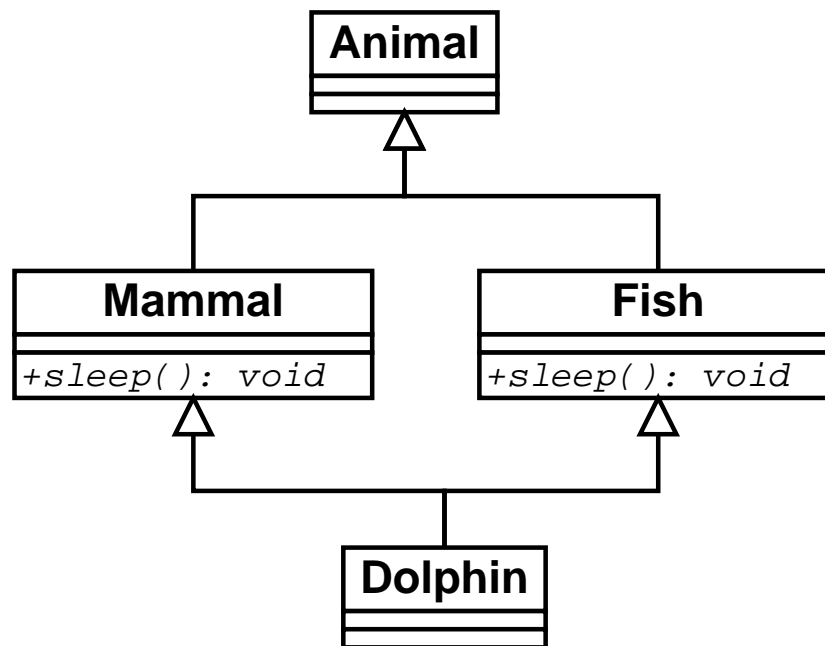 Animal
Mammal
+sleep(): void
Fish
+sleep(): void
Dolphin